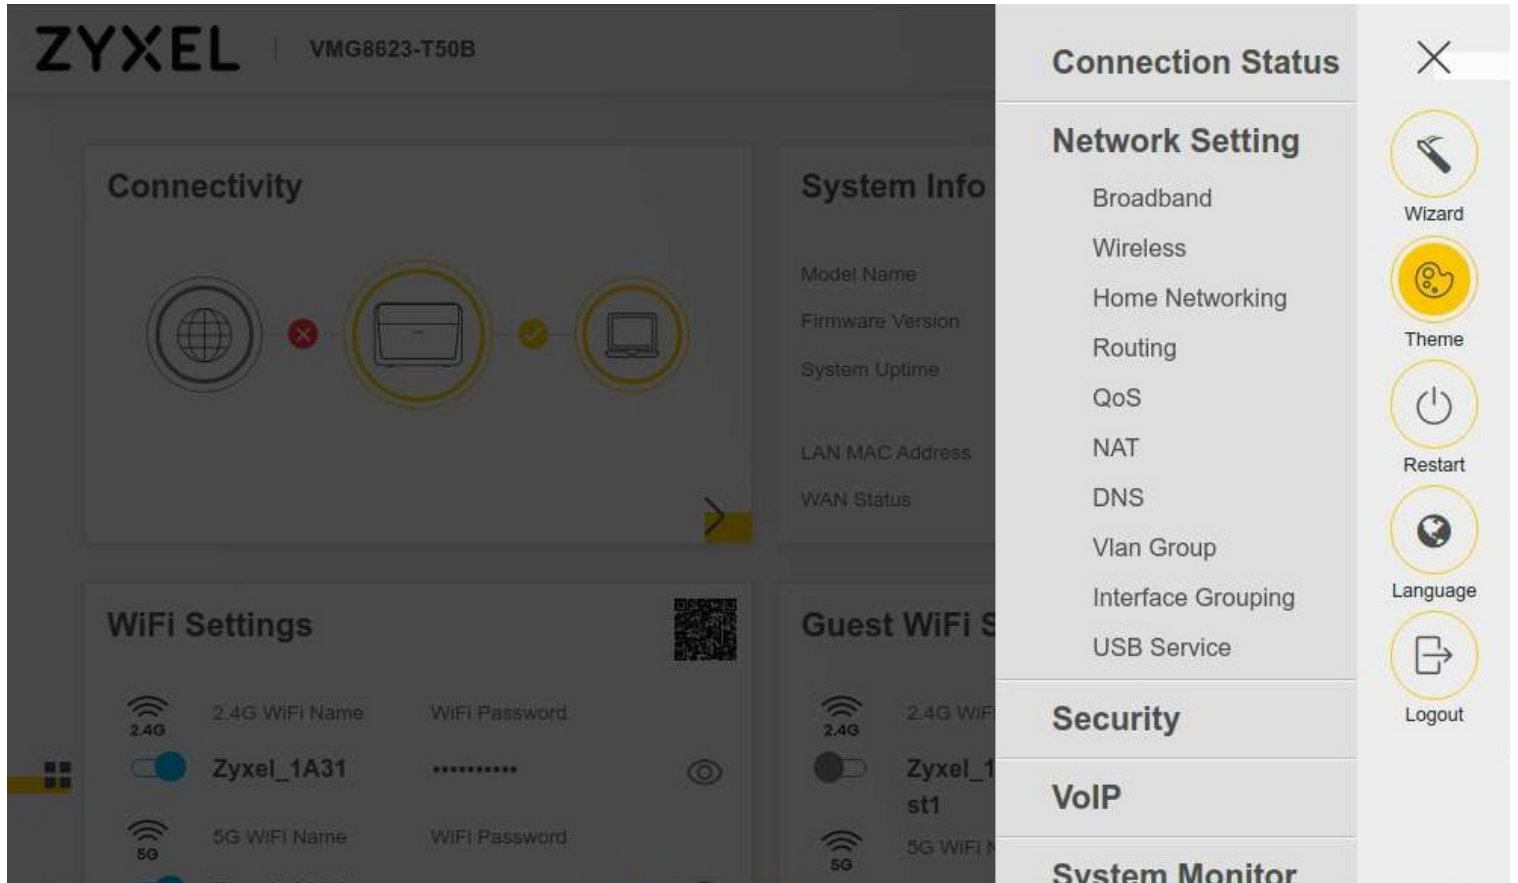 ZYXEL
VMG8623-T50B
Connectivity
System Info
Model Name
Firmware Version
System Uptime
LAN MAC Address
WAN Status
WiFi Settings
2.4G
2.4G WiFi Name
WiFi Password
Zyxel_1A31
••••••••••
5G
5G WiFi Name
WiFi Password
Guest WiFi S
2.4G
2.4G WiF
Zyxel_1
st1
5G
5G WiFi N
Connection Status
Network Setting
Broadband
Wireless
Home Networking
Routing
QoS
NAT
DNS
Vlan Group
Interface Grouping
USB Service
Security
VoIP
System Monitor
Wizard
Theme
Restart
Language
Logout